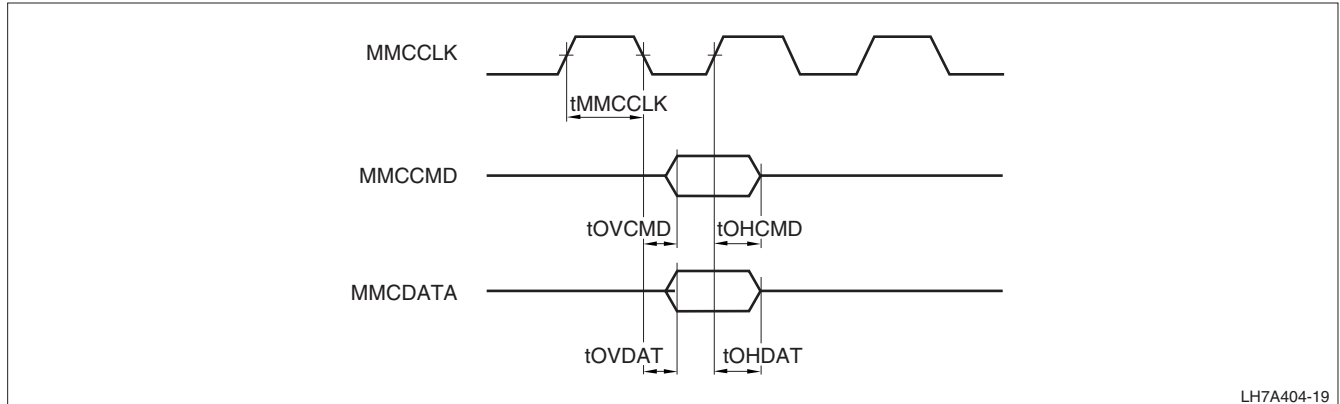 MMCCLK
tMMCCLK
MMCCMD
tOVCMD tOHCMD
MMCDATA
tOVDAT tOHDAT
LH7A404-19